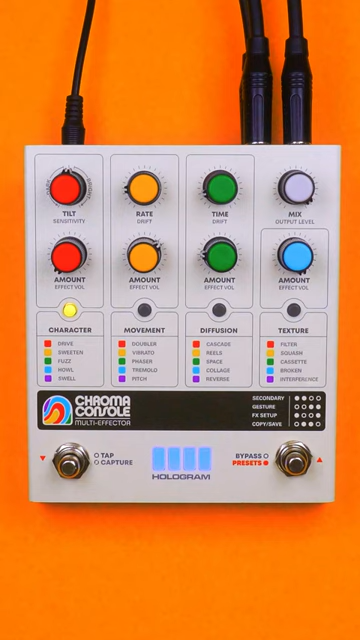 TILT
SENSITIVITY
RATE
DRIFT
TIME
DRIFT
MIX
OUTPUT LEVEL
AMOUNT
EFFECT VOL
AMOUNT
EFFECT VOL
AMOUNT
EFFECT VOL
AMOUNT
EFFECT VOL
CHARACTER
DRIVE
SWEETEN
FUZZ
HOWL
SWELL
MOVEMENT
DOUBLER
VIBRATO
PHASER
TREMOLO
PITCH
DIFFUSION
CASCADE
REELS
SPACE
COLLAGE
REVERSE
TEXTURE
FILTER
SQUASH
CASSETTE
BROKEN
INTERFERENCE
CHROMA
CONSOLE
MULTI-EFFECTOR
SECONDARY
GESTURE
FX SETUP
COPY/SAVE
TAP
CAPTURE
HOLOGRAM
BYPASS
PRESETS